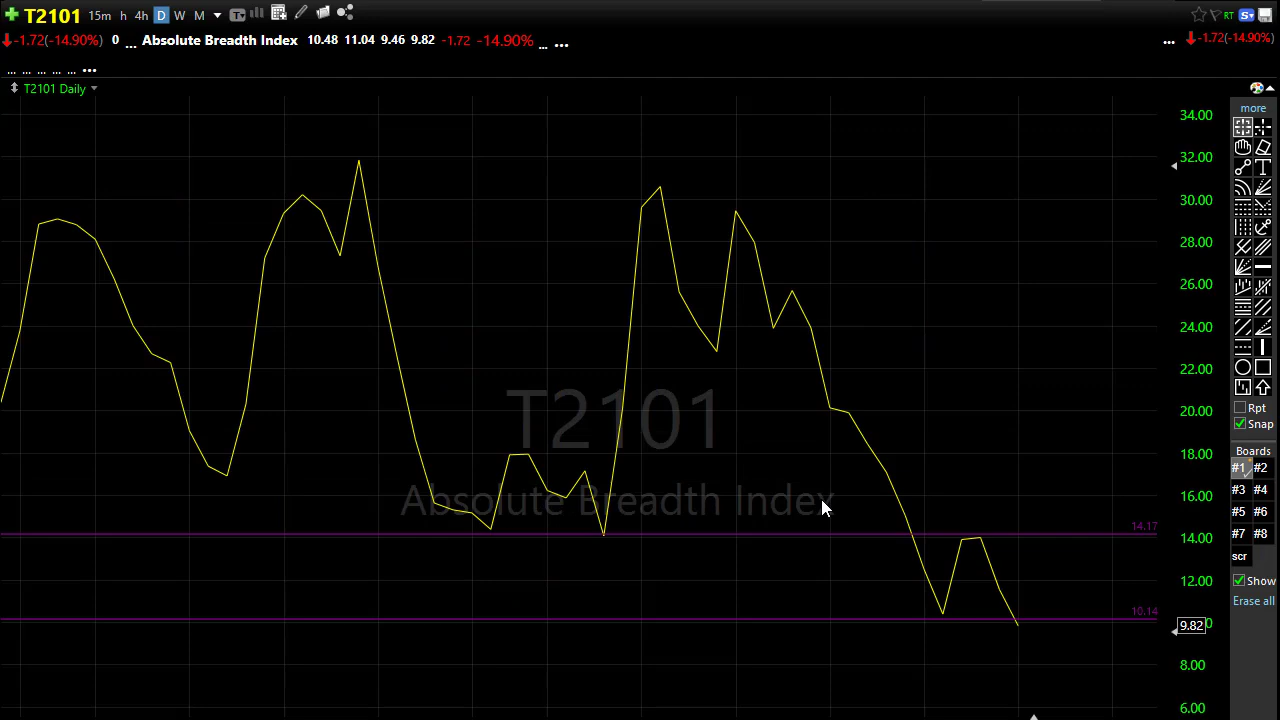 T2101 15m h 4h D W M T RT S
-1.72(-14.90%) 0 ... Absolute Breadth Index 10.48 11.04 9.46 9.82 -1.72 -14.90% ... ... ... -1.72(-14.90%)
... ... ... ... ... ...
T2101 Daily
more
34.00
32.00
30.00
28.00
26.00
24.00
22.00
20.00
18.00
16.00
14.00
12.00
8.00
6.00
T2101
Absolute Breadth Index
14.17
10.14
9.82
T
Rpt
Snap
Boards
#1 #2
#3 #4
#5 #6
#7 #8
scr
Show
Erase all